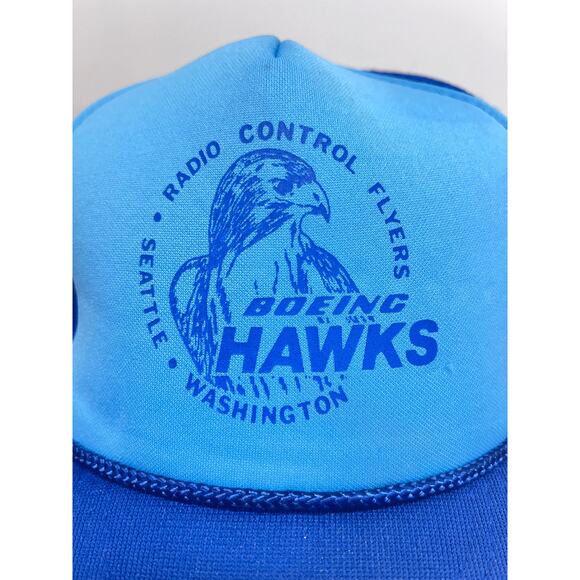 SEATTLE • RADIO CONTROL FLYERS
BOEING
HAWKS
• WASHINGTON